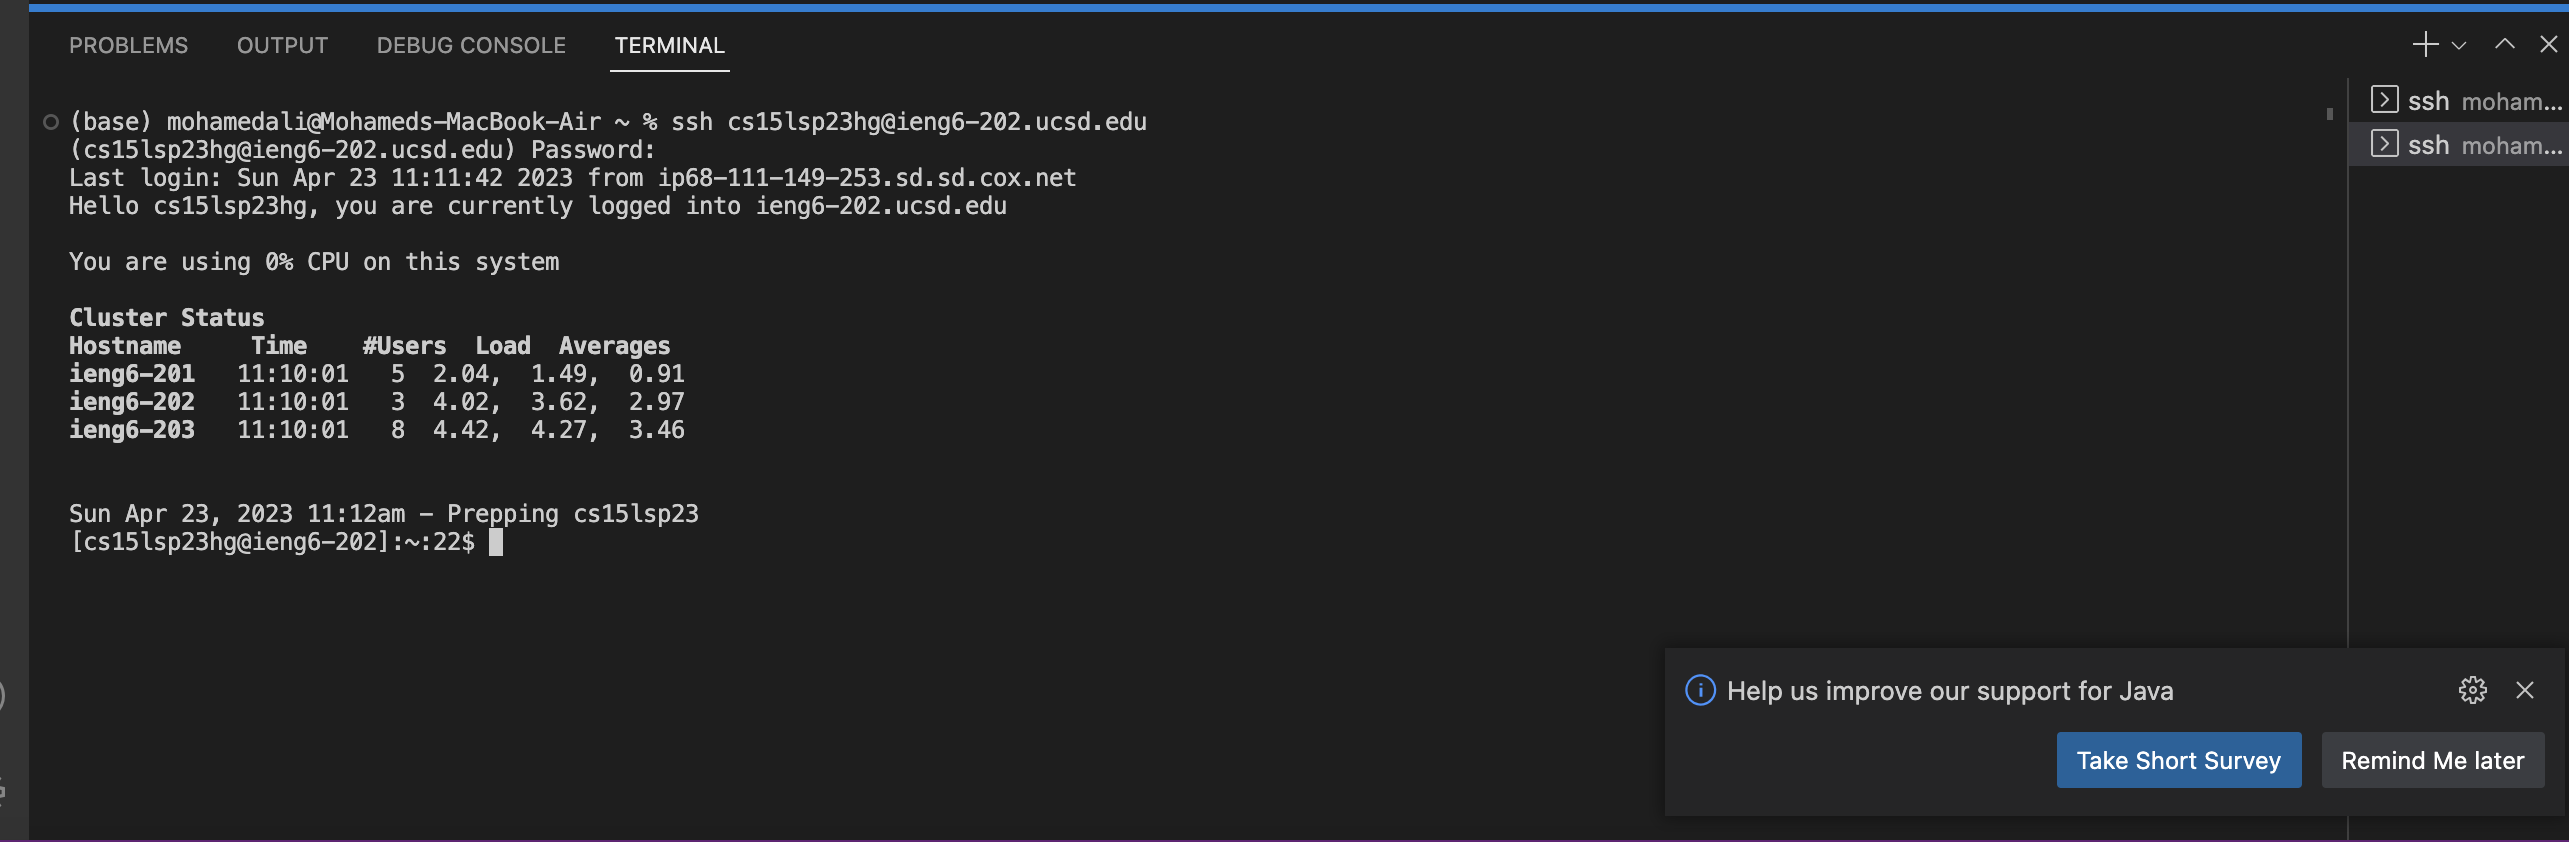 PROBLEMS OUTPUT DEBUG CONSOLE TERMINAL
(base) mohamedali@Mohameds-MacBook-Air ~ % ssh cs15lsp23hg@ieng6-202.ucsd.edu
(cs15lsp23hg@ieng6-202.ucsd.edu) Password:
Last login: Sun Apr 23 11:11:42 2023 from ip68-111-149-253.sd.sd.cox.net
Hello cs15lsp23hg, you are currently logged into ieng6-202.ucsd.edu
You are using 0% CPU on this system
Cluster Status
Hostname Time #Users Load Averages
ieng6-201 11:10:01 5 2.04, 1.49, 0.91
ieng6-202 11:10:01 3 4.02, 3.62, 2.97
ieng6-203 11:10:01 8 4.42, 4.27, 3.46
Sun Apr 23, 2023 11:12am - Prepping cs15lsp23
[cs15lsp23hg@ieng6-202]:~:22$
ssh moham...
ssh moham...
Help us improve our support for Java
Take Short Survey Remind Me later